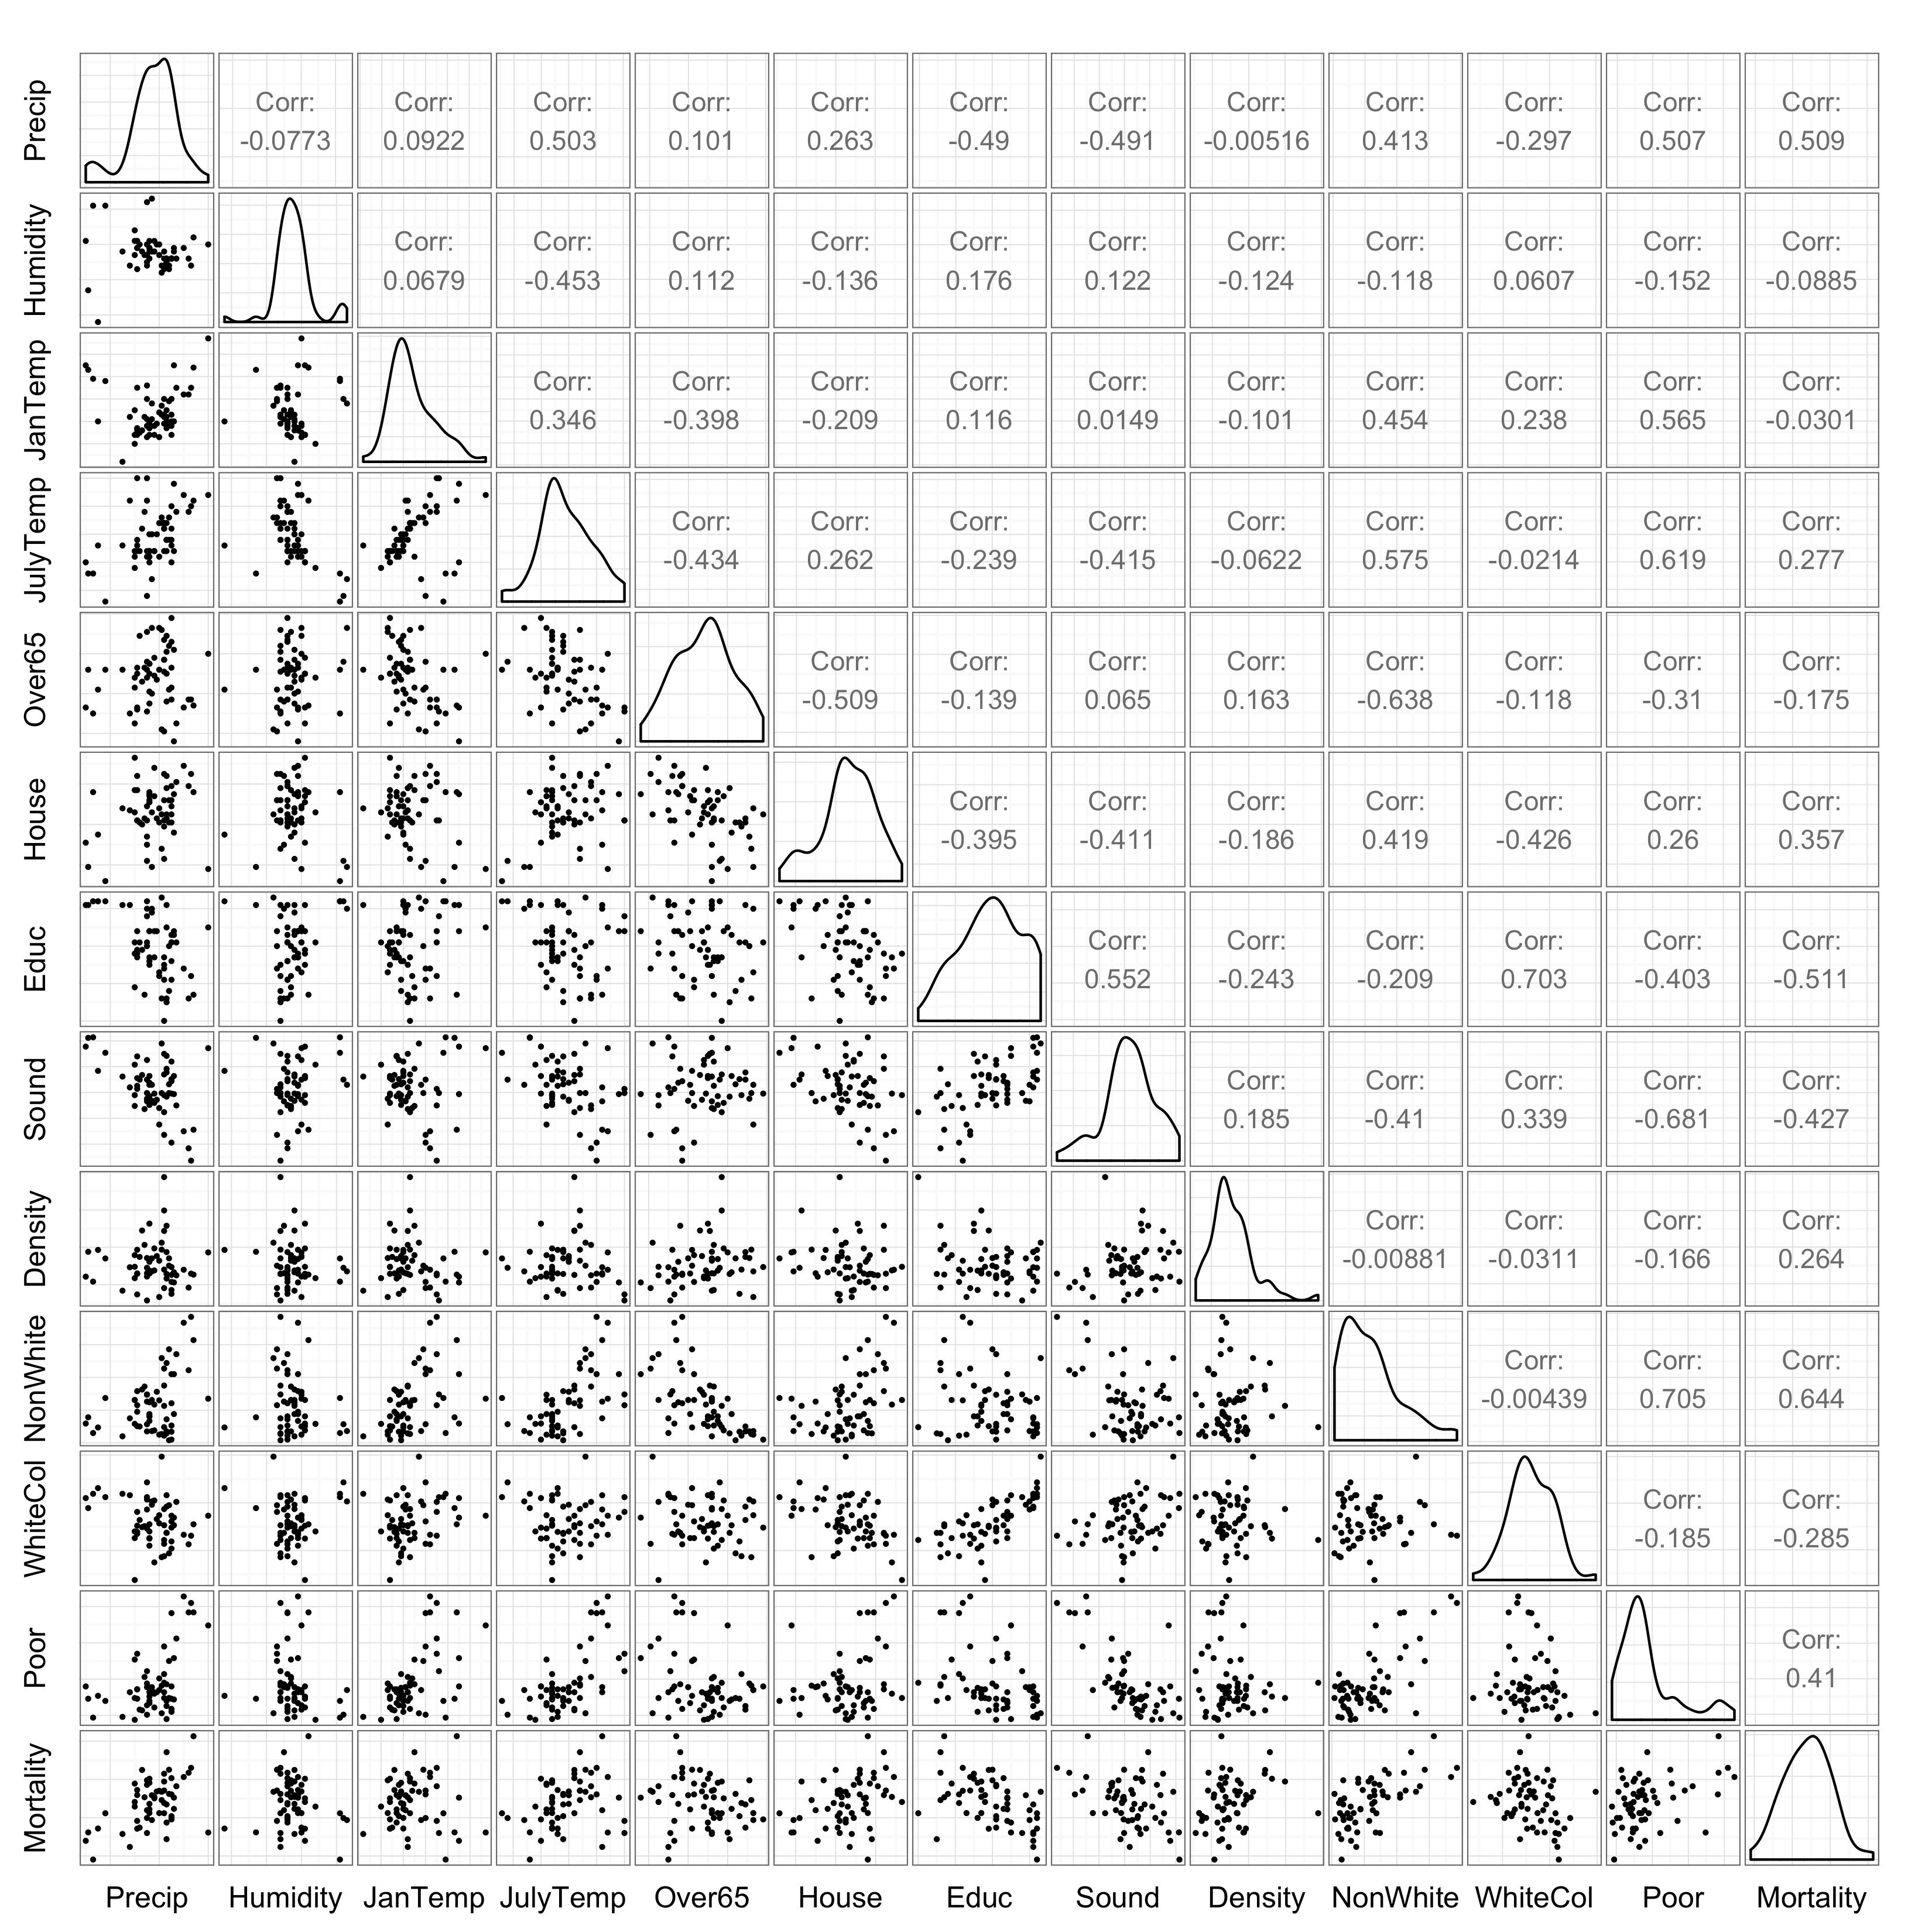 Precip
Corr: Corr: Corr: Corr: Corr: Corr: Corr: Corr: Corr: Corr: Corr: Corr:
-0.0773 0.0922 0.503 0.101 0.263 -0.49 -0.491 -0.00516 0.413 -0.297 0.507 0.509
Humidity
Corr: Corr: Corr: Corr: Corr: Corr: Corr: Corr: Corr: Corr: Corr:
0.0679 -0.453 0.112 -0.136 0.176 0.122 -0.124 -0.118 0.0607 -0.152 -0.0885
JanTemp
Corr: Corr: Corr: Corr: Corr: Corr: Corr: Corr: Corr: Corr:
0.346 -0.398 -0.209 0.116 0.0149 -0.101 0.454 0.238 0.565 -0.0301
JulyTemp
Corr: Corr: Corr: Corr: Corr: Corr: Corr: Corr: Corr:
-0.434 0.262 -0.239 -0.415 -0.0622 0.575 -0.0214 0.619 0.277
Over65
Corr: Corr: Corr: Corr: Corr: Corr: Corr: Corr:
-0.509 -0.139 0.065 0.163 -0.638 -0.118 -0.31 -0.175
House
Corr: Corr: Corr: Corr: Corr: Corr: Corr:
-0.395 -0.411 -0.186 0.419 -0.426 0.26 0.357
Educ
Corr: Corr: Corr: Corr: Corr: Corr:
0.552 -0.243 -0.209 0.703 -0.403 -0.511
Sound
Corr: Corr: Corr: Corr: Corr:
0.185 -0.41 0.339 -0.681 -0.427
Density
Corr: Corr: Corr: Corr:
-0.00881 -0.0311 -0.166 0.264
NonWhite
Corr: Corr: Corr:
-0.00439 0.705 0.644
WhiteCol
Corr: Corr:
-0.185 -0.285
Poor
Corr:
0.41
Mortality
Precip Humidity JanTemp JulyTemp Over65 House Educ Sound Density NonWhite WhiteCol Poor Mortality